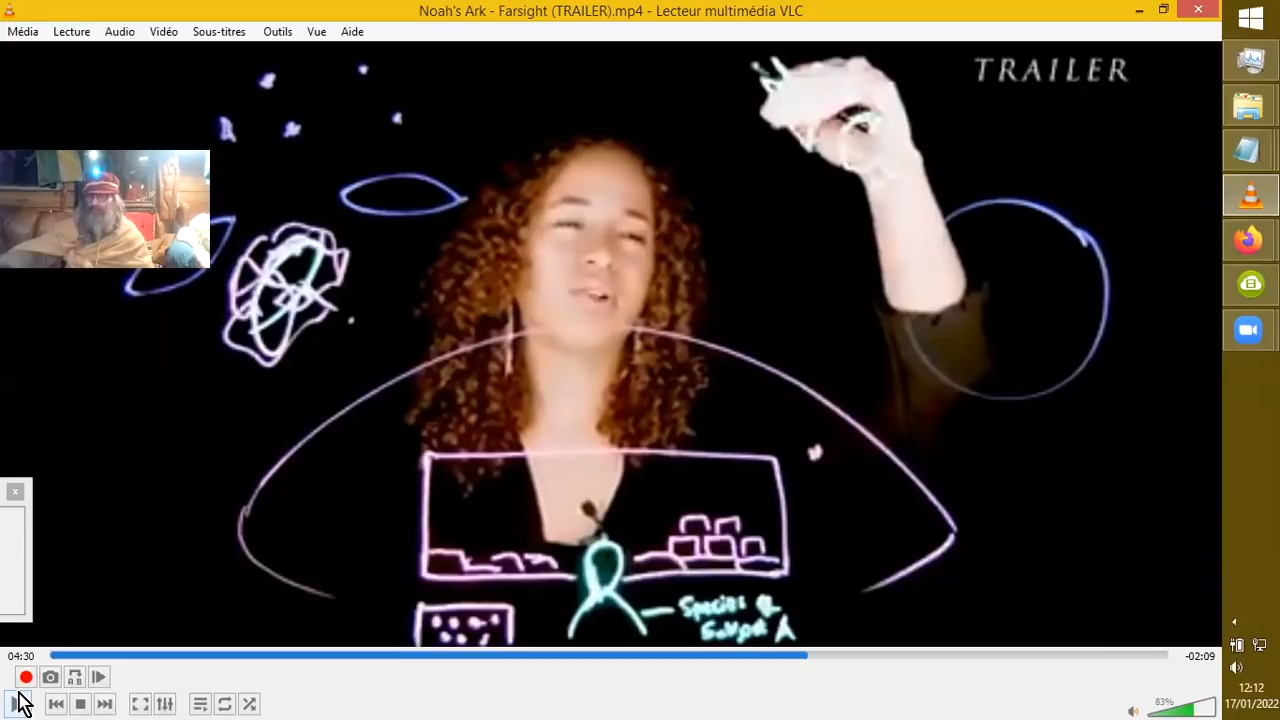 Noah's Ark - Farsight (TRAILER).mp4 - Lecteur multimédia VLC
Média Lecture Audio Vidéo Sous-titres Outils Vue Aide
TRAILER
Species
Subject A
04:30
-02:09
83%
12:12
17/01/2022